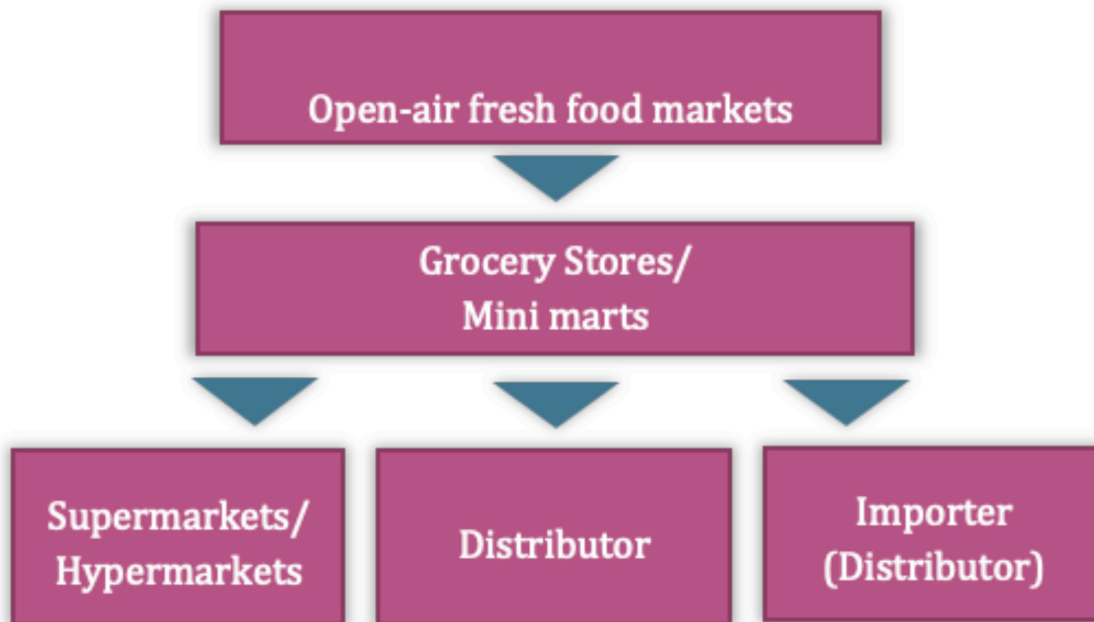 Open-air fresh food markets
Grocery Stores/
Mini marts
Supermarkets/
Hypermarkets
Distributor
Importer
(Distributor)